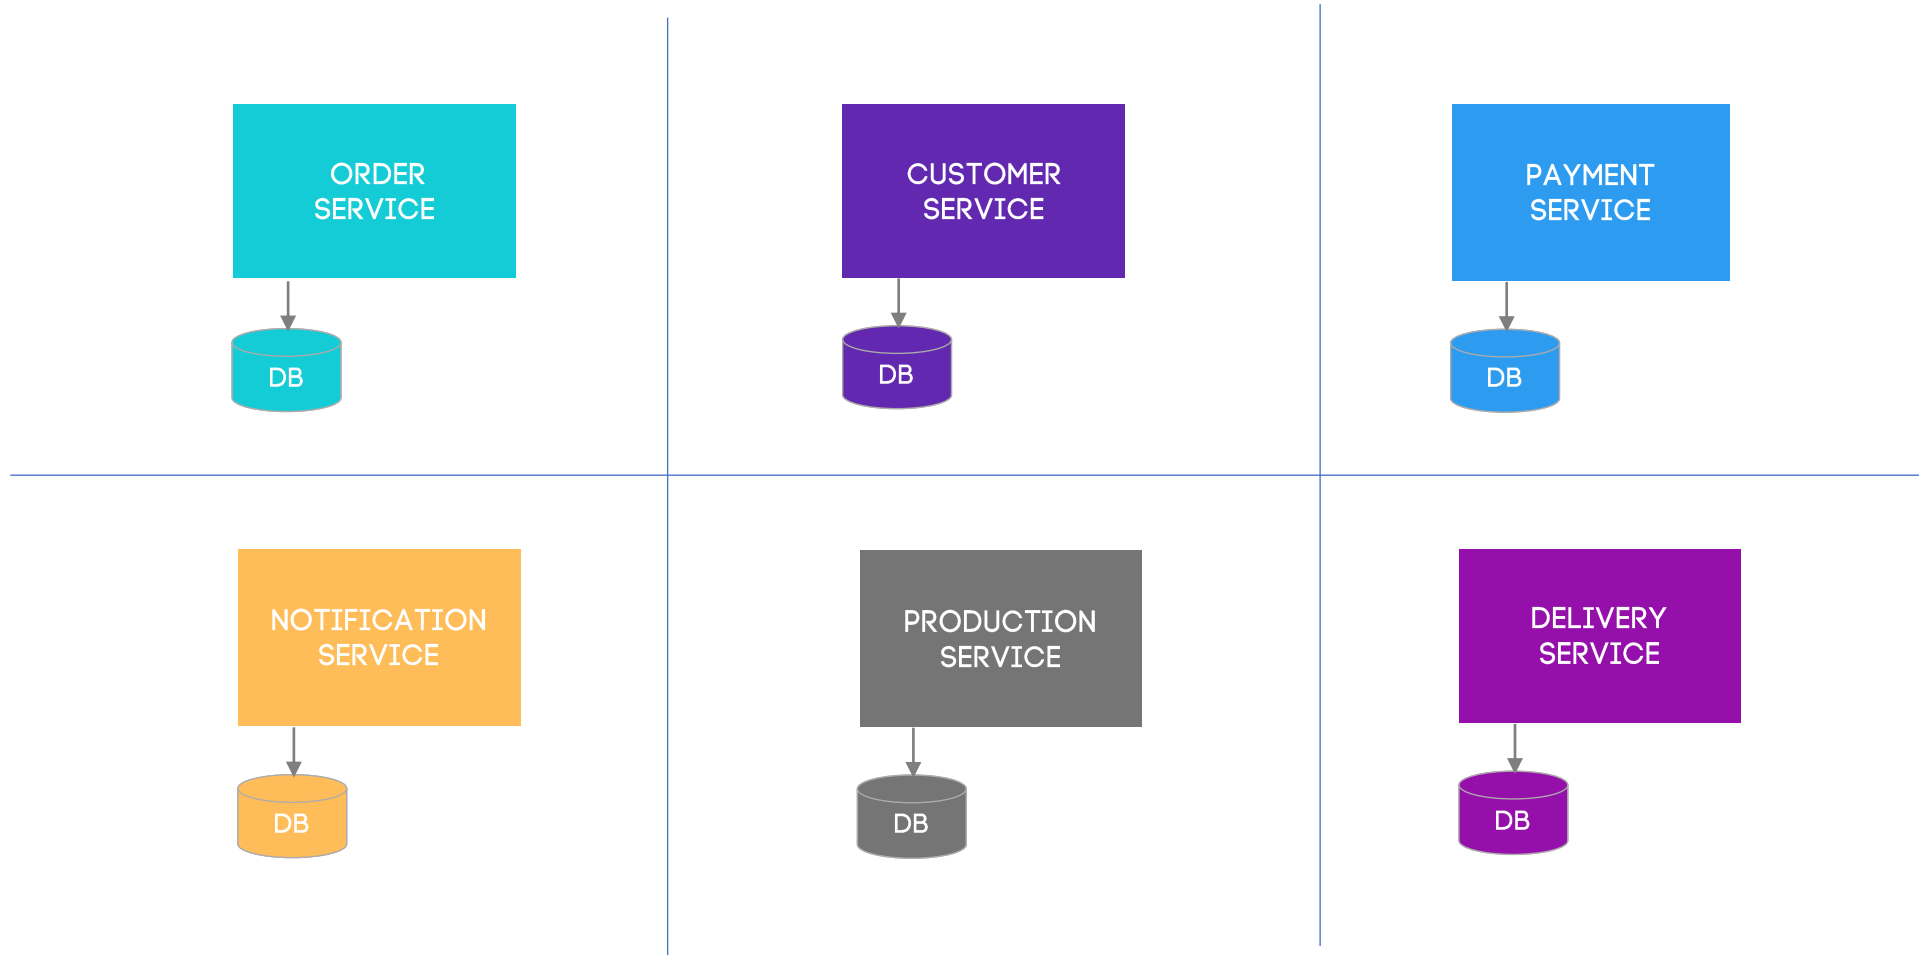 ORDER
SERVICE
DB
CUSTOMER
SERVICE
DB
PAYMENT
SERVICE
DB
NOTIFICATION
SERVICE
DB
PRODUCTION
SERVICE
DB
DELIVERY
SERVICE
DB